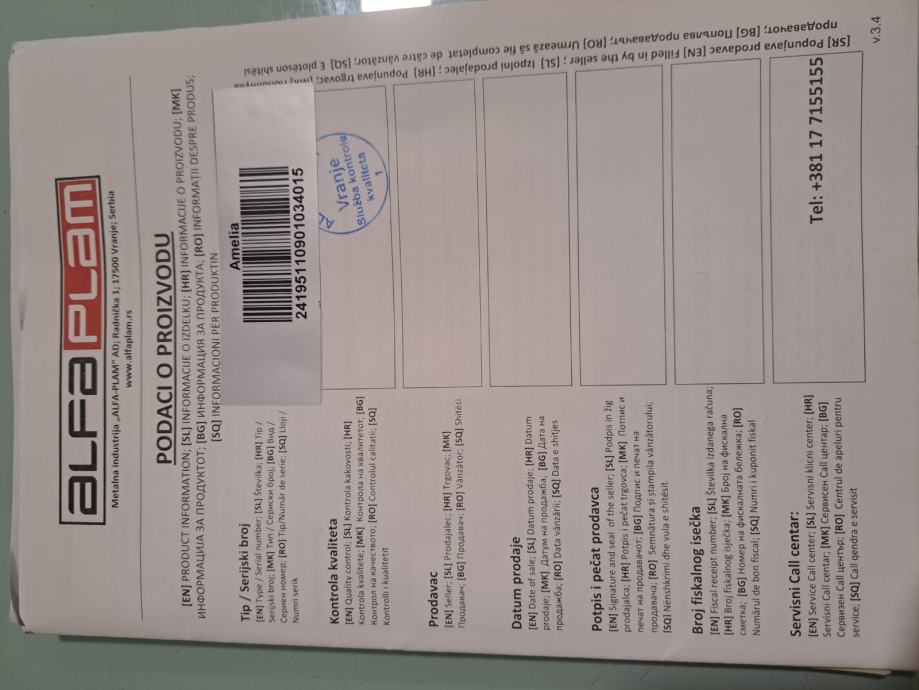 ALFA PLAM
Metalna industrija „ALFA-PLAM" AD; Radnička 1; 17500 Vranje; Serbia
www.alfaplam.rs
PODACI O PROIZVODU
[EN] PRODUCT INFORMATION; [SL] INFORMACIJE O IZDELKU; [HR] INFORMACIJE O PROIZVODU; [MK]
ИНФОРМАЦИЈА ЗА ПРОДУКТОТ; [BG] ИНФОРМАЦИЯ ЗА ПРОДУКТА; [RO] INFORMAȚII DESPRE PRODUS;
[SQ] INFORMACIONI PËR PRODUKTIN
Tip / Serijski broj
[EN] Type / Serial number; [SL] Številka; [HR] Tip /
Serijski broj; [MK] Тип / Сериски број; [BG] Вид /
Сериен номер; [RO] Tip/Număr de serie; [SQ] Lloji /
Numri serik
Amelia
24195110901034015
Kontrola kvaliteta
[EN] Quality control; [SL] Kontrola kakovosti; [HR]
Kontrola kvalitete; [MK] Контрола на квалитетот; [BG]
Контрол на качеството; [RO] Controlul calitatii; [SQ]
Kontrolli i kualitetit
Vranje
Služba kontrole
kvaliteta
1
Prodavac
[EN] Seller; [SL] Prodajalec; [HR] Trgovac; [MK]
Продавач; [BG] Продавач; [RO] Vânzător; [SQ] Shitësi
Datum prodaje
[EN] Date of sale; [SL] Datum prodaje; [HR] Datum
prodaje; [MK] Датум на продажба; [BG] Дата на
продажба; [RO] Data vânzării; [SQ] Data e shitjes
Potpis i pečat prodavca
[EN] Signature and seal of the seller; [SL] Podpis in žig
prodajalca; [HR] Potpis i pečat trgovca; [MK] Потпис и
печат на продавачот; [BG] Подпис и печат на
продавача; [RO] Semnătura și ștampila vânzătorului;
[SQ] Nënshkrimi dhe vula e shitësit
Broj fiskalnog isečka
[EN] Fiscal receipt number; [SL] Številka izdanega računa;
[HR] Broj fiskalnog isječka; [MK] Број на фискална
сметка; [BG] Номер на фискалната бележка; [RO]
Numărul de bon fiscal; [SQ] Numri i kuponit fiskal
Servisni Call centar:
[EN] Service Call center; [SL] Servisni klicni center; [HR]
Servisni Call centar; [MK] Сервисен Call центар; [BG]
Сервизен Call център; [RO] Centrul de apeluri pentru
service; [SQ] Call qendra e servisit
Tel: +381 17 7155155
[SR] Popunjava prodavac [EN] Filled in by the seller ; [SL] Izpolni prodajalec ; [HR] Popunjava trgovac;
продавачот; [BG] Попълва продавачът; [RO] Urmează să fie completat de către vânzător; [SQ] E plotëson shitësi
v.3.4